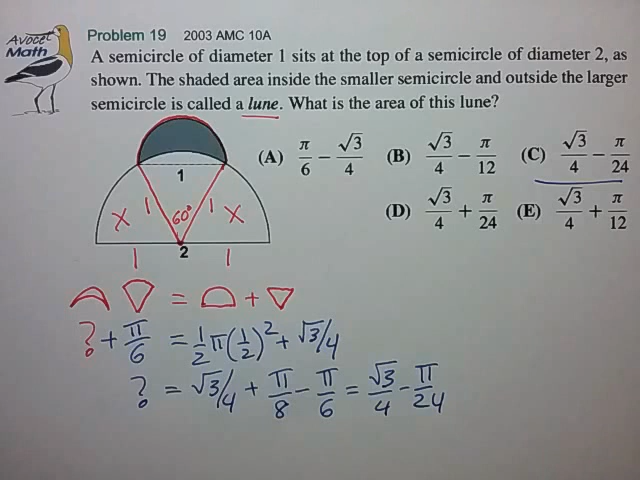 Avocet
Math
Problem 19 2003 AMC 10A
A semicircle of diameter 1 sits at the top of a semicircle of diameter 2, as
shown. The shaded area inside the smaller semicircle and outside the larger
semicircle is called a lune. What is the area of this lune?
(A) π/6 − √3/4 (B) √3/4 − π/12 (C) √3/4 − π/24
(D) √3/4 + π/24 (E) √3/4 + π/12
1
X 1 60° 1 X
2
1 1
= +
? + π/6 = 1/2 π(1/2)² + √3/4
? = √3/4 + π/8 − π/6 = √3/4 − π/24